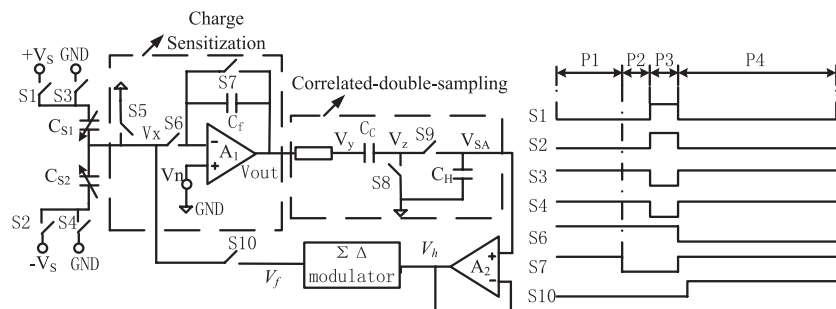 Charge
Sensitization
+Vs GND
S1 S3
CS1
S5
Vx
S6
S7
Cf
A1
Vn
Vout
GND
CS2
S2 S4
-Vs GND
Correlated-double-sampling
Vy
CC
Vz
S9
VSA
S8
CH
S10
Vf
Σ Δ
modulator
Vh
A2
P1 P2 P3 P4
S1
S2
S3
S4
S6
S7
S10